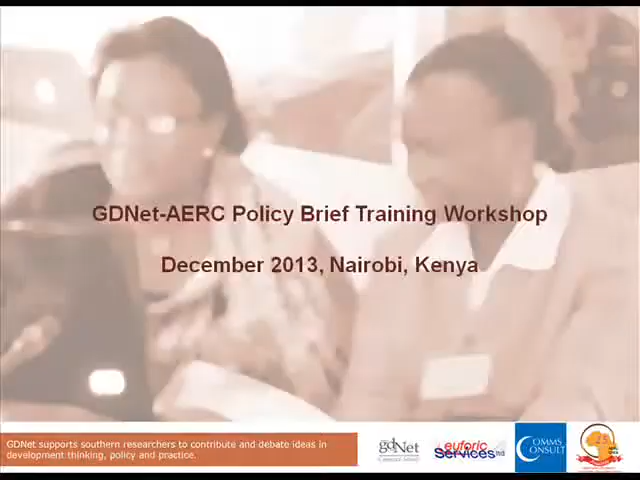 GDNet-AERC Policy Brief Training Workshop
December 2013, Nairobi, Kenya
GDNet supports southern researchers to contribute and debate ideas in
development thinking, policy and practice.
gdNet
euforic
Services ltd
COMMS
CONSULT
25